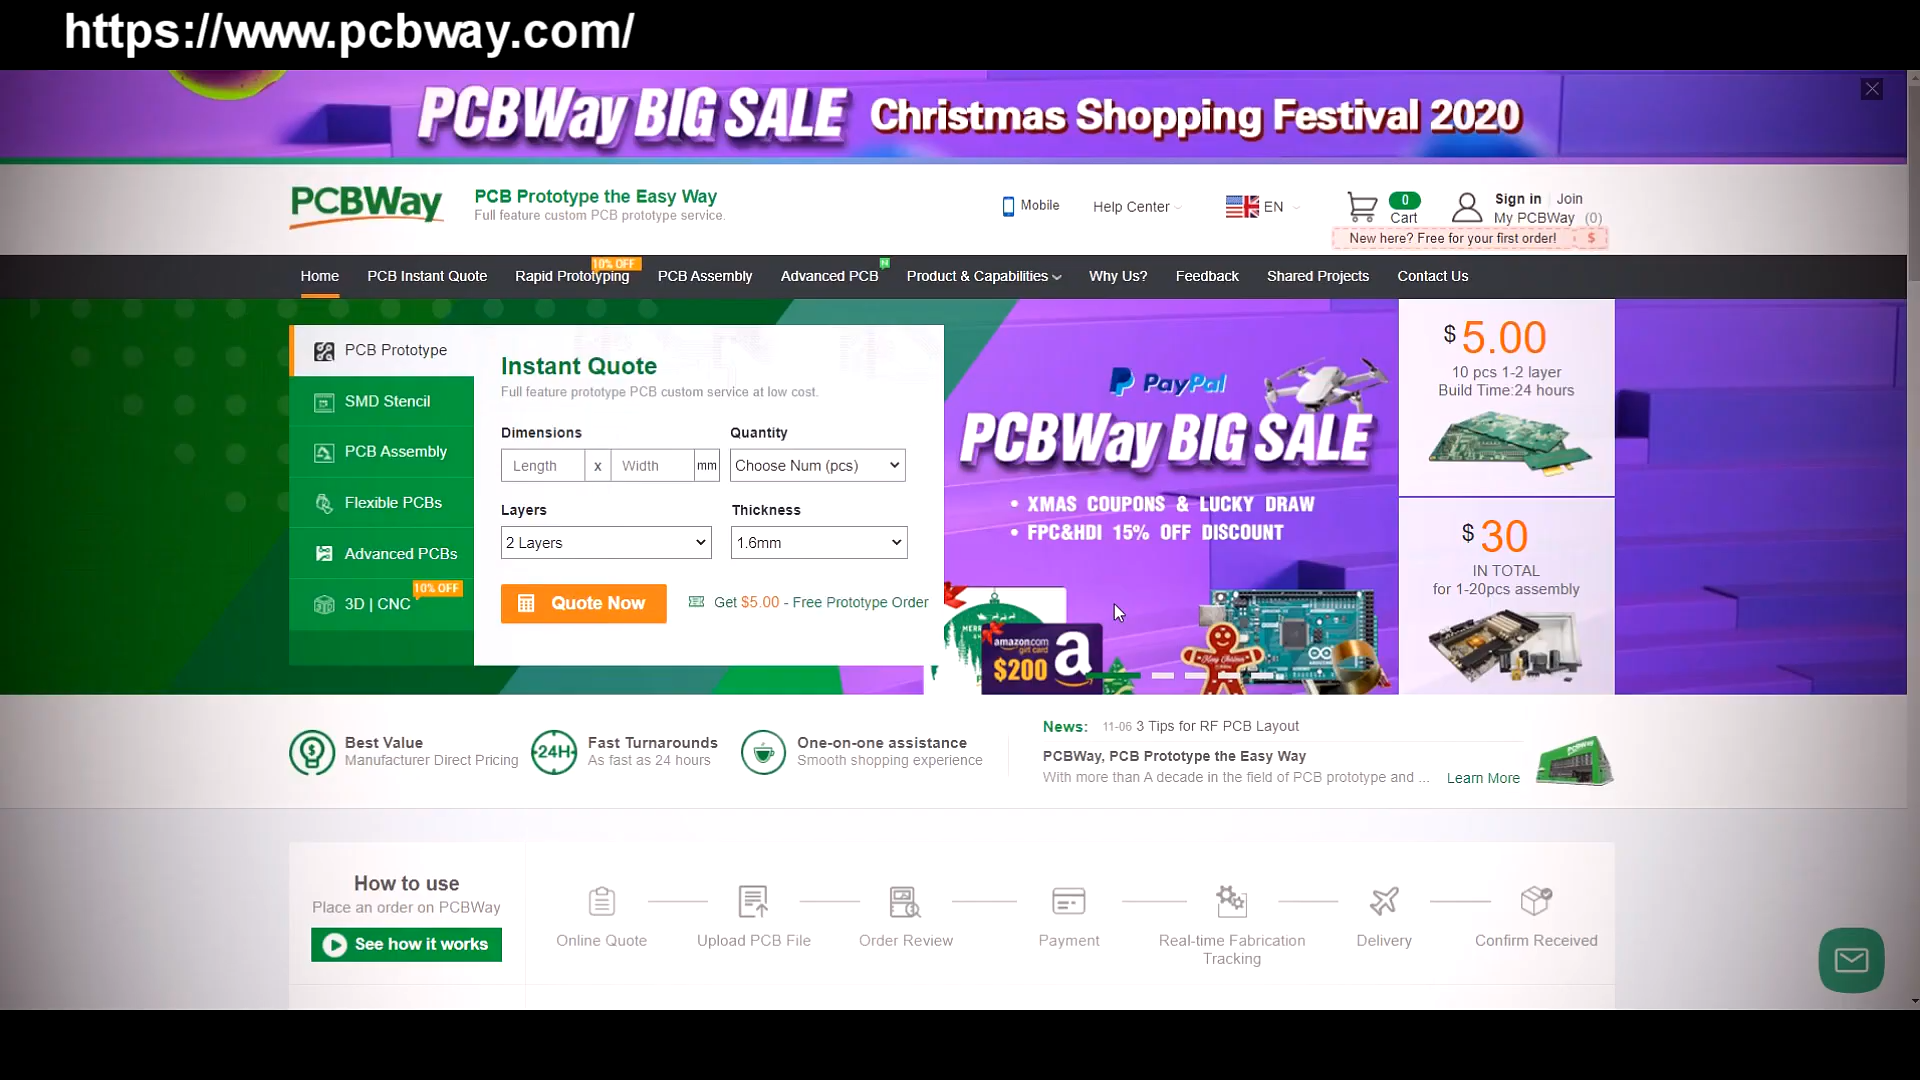 https://www.pcbway.com/
PCBWay BIG SALE Christmas Shopping Festival 2020
PCBWay
PCB Prototype the Easy Way
Full feature custom PCB prototype service.
Mobile
Help Center
EN
0
Cart
Sign in
Join
My PCBWay (0)
New here? Free for your first order!
$
10% OFF
N
Home
PCB Instant Quote
Rapid Prototyping
PCB Assembly
Advanced PCB
Product & Capabilities
Why Us?
Feedback
Shared Projects
Contact Us
PCB Prototype
SMD Stencil
PCB Assembly
Flexible PCBs
Advanced PCBs
10% OFF
3D | CNC
Instant Quote
Full feature prototype PCB custom service at low cost.
Dimensions
Quantity
Length x Width mm
Choose Num (pcs)
Layers
Thickness
2 Layers
1.6mm
Quote Now
Get $5.00 - Free Prototype Order
PayPal
PCBWay BIG SALE
• XMAS COUPONS & LUCKY DRAW
• FPC&HDI 15% OFF DISCOUNT
amazon.com
gift card
$200
a
$ 5.00
10 pcs 1-2 layer
Build Time:24 hours
$ 30
IN TOTAL
for 1-20pcs assembly
Best Value
Manufacturer Direct Pricing
24H
Fast Turnarounds
As fast as 24 hours
One-on-one assistance
Smooth shopping experience
News: 11-06 3 Tips for RF PCB Layout
PCBWay, PCB Prototype the Easy Way
With more than A decade in the field of PCB prototype and ... Learn More
How to use
Place an order on PCBWay
See how it works
Online Quote
Upload PCB File
Order Review
Payment
Real-time Fabrication
Tracking
Delivery
Confirm Received